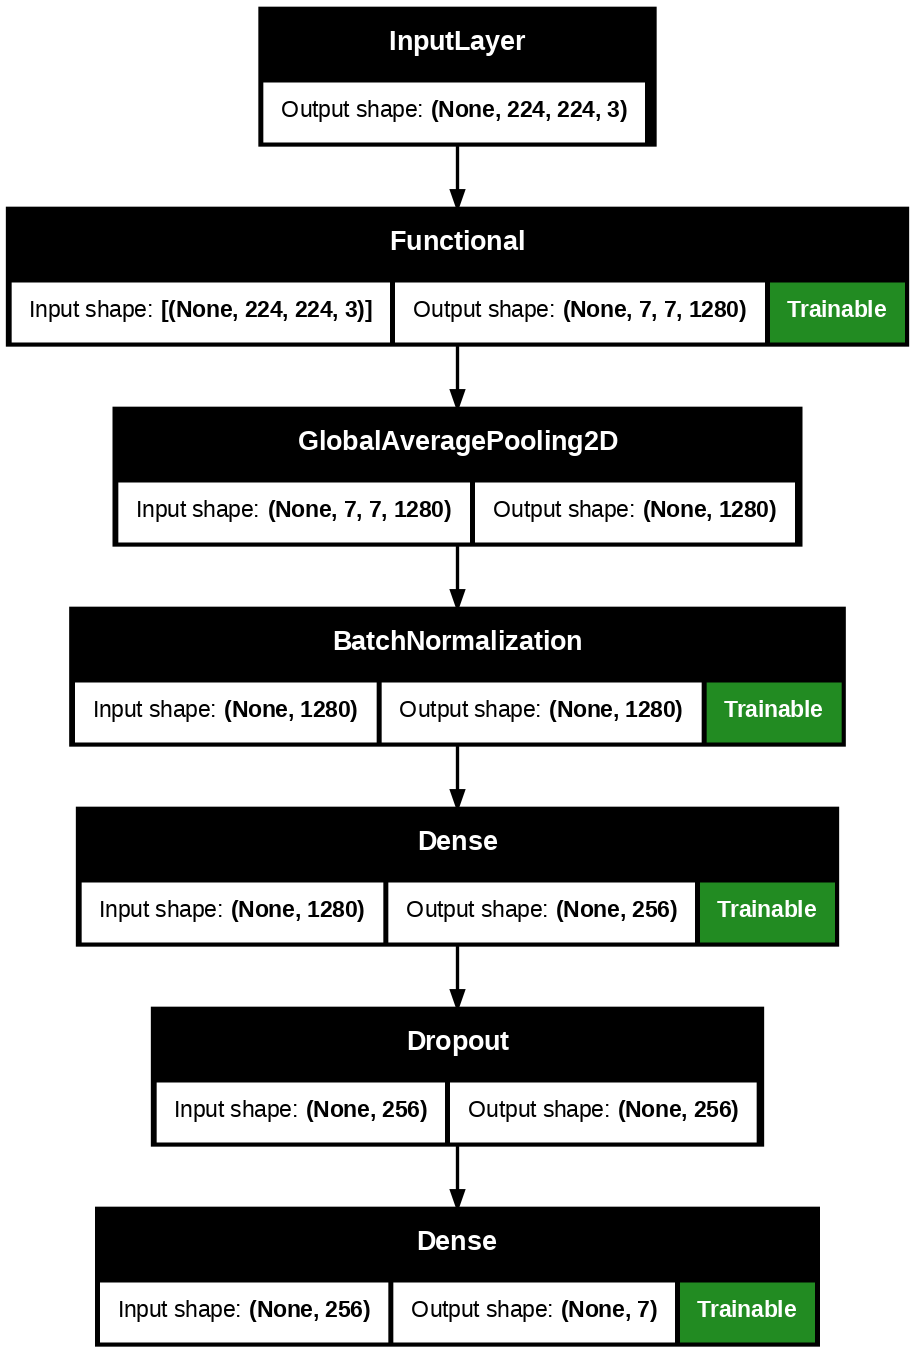 InputLayer
Output shape: (None, 224, 224, 3)
Functional
Input shape: [(None, 224, 224, 3)] Output shape: (None, 7, 7, 1280) Trainable
GlobalAveragePooling2D
Input shape: (None, 7, 7, 1280) Output shape: (None, 1280)
BatchNormalization
Input shape: (None, 1280) Output shape: (None, 1280) Trainable
Dense
Input shape: (None, 1280) Output shape: (None, 256) Trainable
Dropout
Input shape: (None, 256) Output shape: (None, 256)
Dense
Input shape: (None, 256) Output shape: (None, 7) Trainable